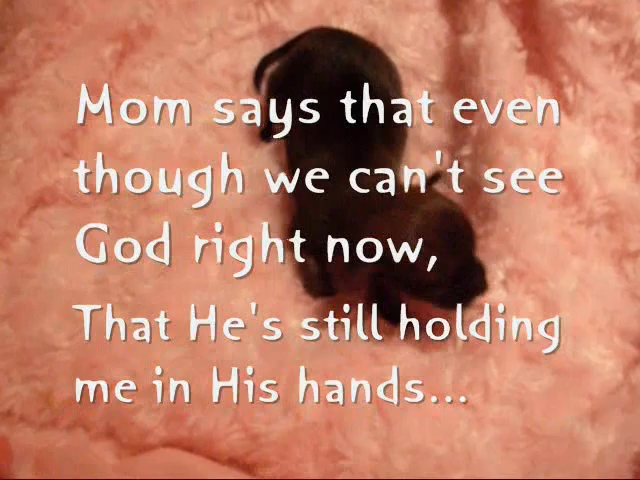 Mom says that even
though we can't see
God right now,
That He's still holding
me in His hands...